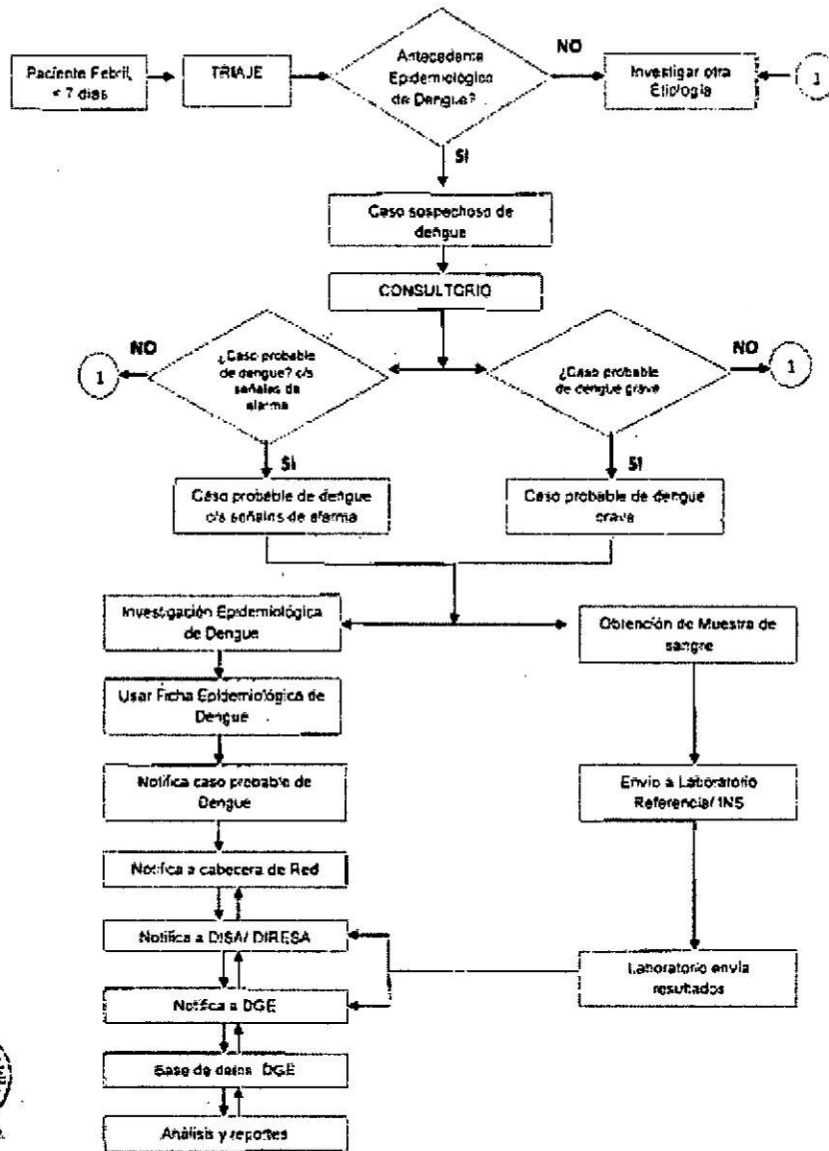 Paciente Febril,
< 7 dias
TRIAJE
Antecedente
Epidemiológico
de Dengue?
NO
Investigar otra
Etiología
1
SI
Caso sospechoso de
dengue
CONSULTORIO
NO
1
¿Caso probable
de dengue? c/s
señales de
alarma
¿Caso probable
de dengue grave
NO
1
SI
SI
Caso probable de dengue
c/s señales de alarma
Caso probable de dengue
grave
Investigación Epidemiológica
de Dengue
Obtención de Muestra de
sangre
Usar Ficha Epidemiológica de
Dengue
Notifica caso probable de
Dengue
Envio a Laboratorio
Referencia/ INS
Notifica a cabecera de Red
Notifica a DISA/ DIRESA
Laboratorio envía
resultados
Notifica a DGE
Base de datos DGE
Análisis y reportes